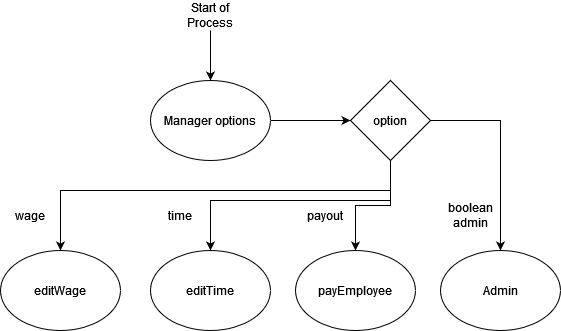 Start of
Process
Manager options
option
wage
time
payout
boolean
admin
editWage
editTime
payEmployee
Admin